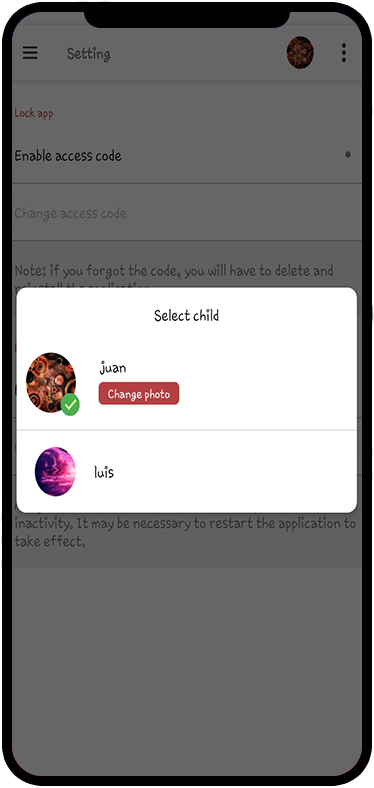 Setting
Lock app
Enable access code
Change access code
Note: if you forgot the code, you will have to delete and
Select child
juan
Change photo
luis
inactivity. It may be necessary to restart the application to
take effect.